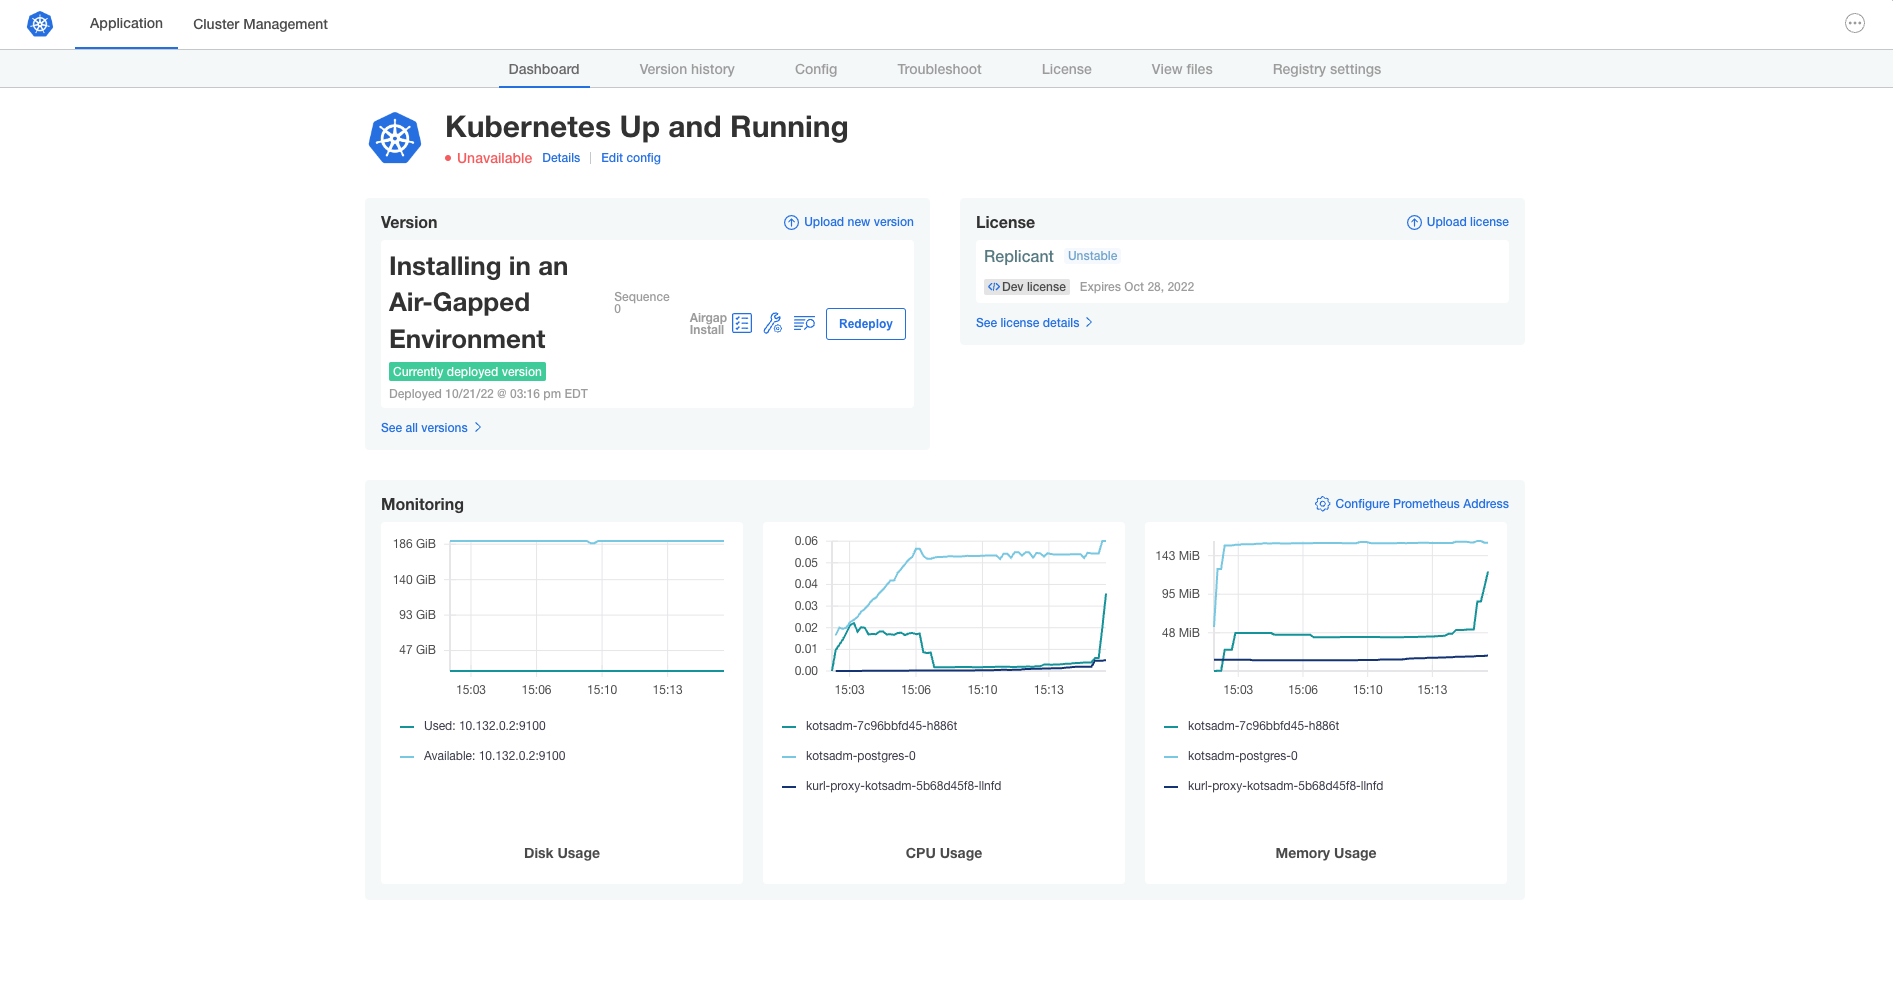 Application
Cluster Management
Dashboard
Version history
Config
Troubleshoot
License
View files
Registry settings
Kubernetes Up and Running
Unavailable
Details
Edit config
Version
Upload new version
Installing in an
Air-Gapped
Environment
Currently deployed version
Deployed 10/21/22 @ 03:16 pm EDT
Sequence
0
Airgap
Install
Redeploy
See all versions
License
Upload license
Replicant
Unstable
Dev license
Expires Oct 28, 2022
See license details
Monitoring
Configure Prometheus Address
186 GiB
140 GiB
93 GiB
47 GiB
15:03
15:06
15:10
15:13
Used: 10.132.0.2:9100
Available: 10.132.0.2:9100
Disk Usage
0.06
0.05
0.04
0.03
0.02
0.01
0.00
15:03
15:06
15:10
15:13
kotsadm-7c96bbfd45-h886t
kotsadm-postgres-0
kurl-proxy-kotsadm-5b68d45f8-llnfd
CPU Usage
143 MiB
95 MiB
48 MiB
15:03
15:06
15:10
15:13
kotsadm-7c96bbfd45-h886t
kotsadm-postgres-0
kurl-proxy-kotsadm-5b68d45f8-llnfd
Memory Usage